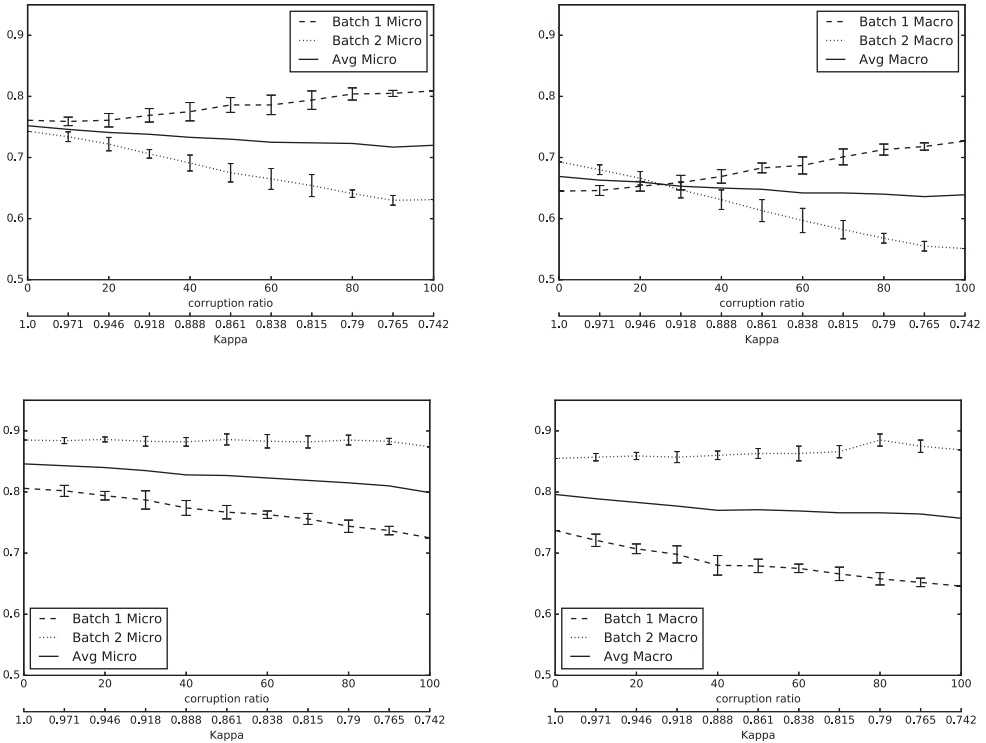 0.9
0.8
0.7
0.6
0.5
Batch 1 Micro
Batch 2 Micro
Avg Micro
0 20 40 60 80 100
corruption ratio
1.0 0.971 0.946 0.918 0.888 0.861 0.838 0.815 0.79 0.765 0.742
Kappa
0.9
0.8
0.7
0.6
0.5
Batch 1 Macro
Batch 2 Macro
Avg Macro
0 20 40 60 80 100
corruption ratio
1.0 0.971 0.946 0.918 0.888 0.861 0.838 0.815 0.79 0.765 0.742
Kappa
0.9
0.8
0.7
0.6
0.5
Batch 1 Micro
Batch 2 Micro
Avg Micro
0 20 40 60 80 100
corruption ratio
1.0 0.971 0.946 0.918 0.888 0.861 0.838 0.815 0.79 0.765 0.742
Kappa
0.9
0.8
0.7
0.6
0.5
Batch 1 Macro
Batch 2 Macro
Avg Macro
0 20 40 60 80 100
corruption ratio
1.0 0.971 0.946 0.918 0.888 0.861 0.838 0.815 0.79 0.765 0.742
Kappa